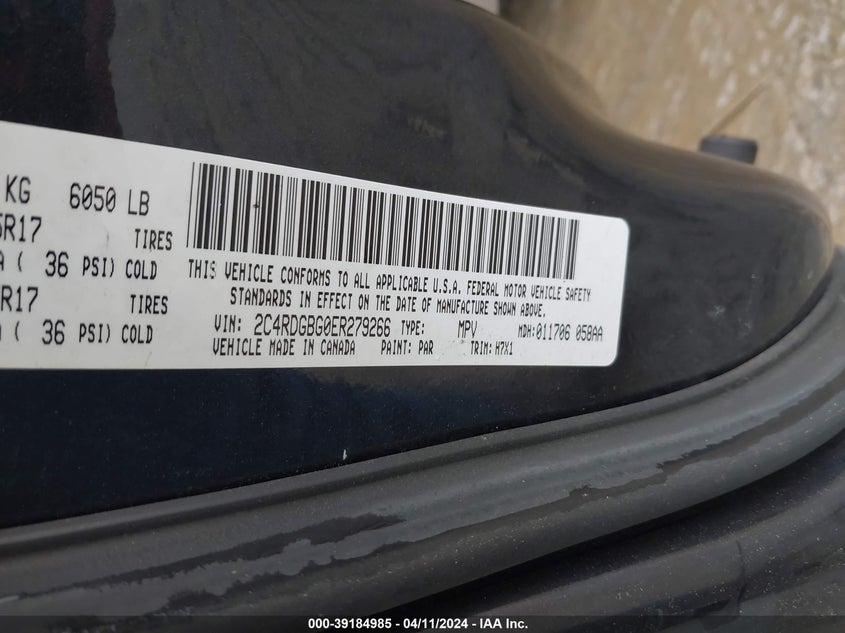 KG 6050 LB
5R17 TIRES
( 36 PSI) COLD
R17 TIRES
( 36 PSI) COLD
THIS VEHICLE CONFORMS TO ALL APPLICABLE U.S.A. FEDERAL MOTOR VEHICLE SAFETY
STANDARDS IN EFFECT ON THE DATE OF MANUFACTURE SHOWN ABOVE.
VIN: 2C4RDGBG0ER279266 TYPE: MPV MDH:011706 058AA
VEHICLE MADE IN CANADA PAINT: PAR TRIM: H7X1
000-39184985 - 04/11/2024 - IAA Inc.